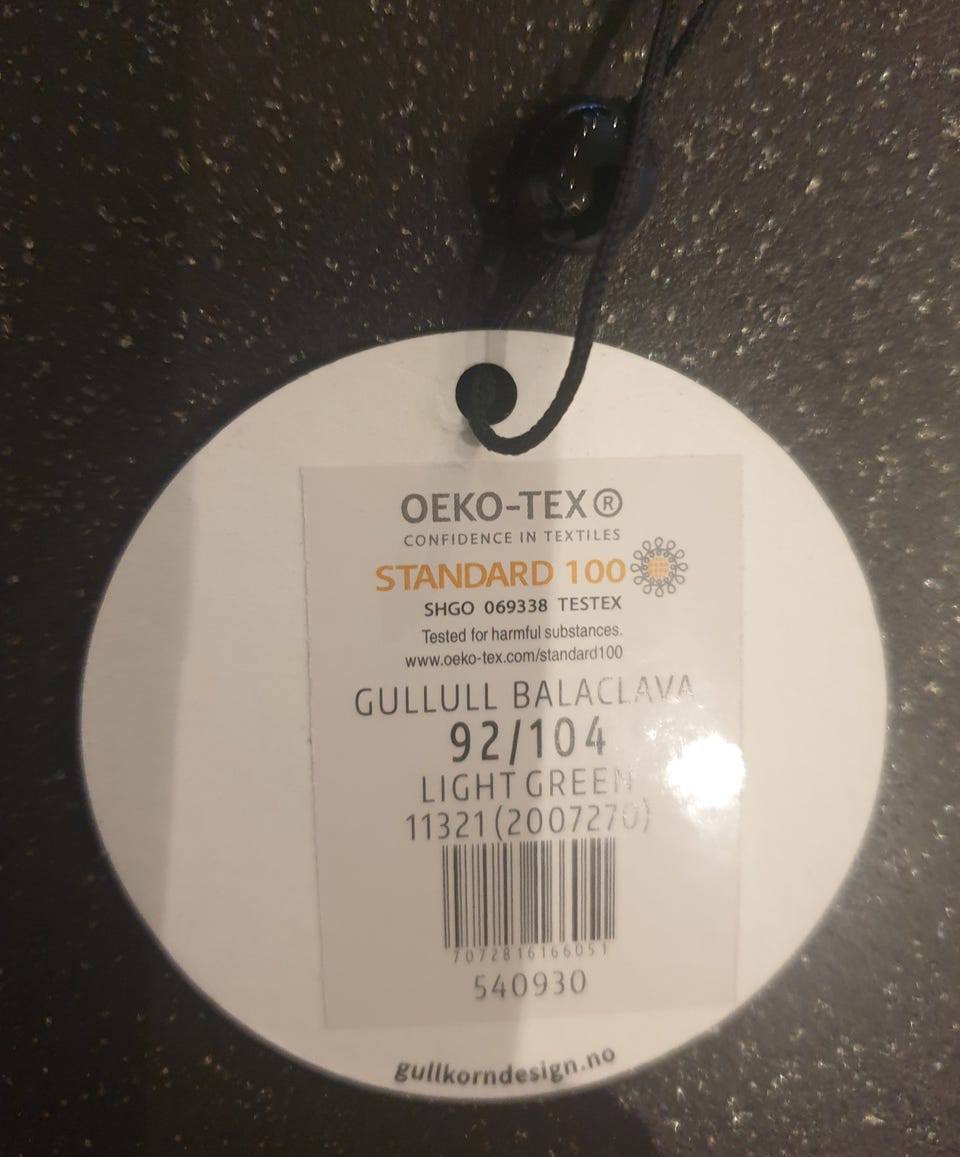 OEKO-TEX®
CONFIDENCE IN TEXTILES
STANDARD 100
SHGO 069338 TESTEX
Tested for harmful substances.
www.oeko-tex.com/standard100
GULLULL BALACLAVA
92/104
LIGHT GREEN
11321(2007270)
7072816166051
540930
gullkorndesign.no